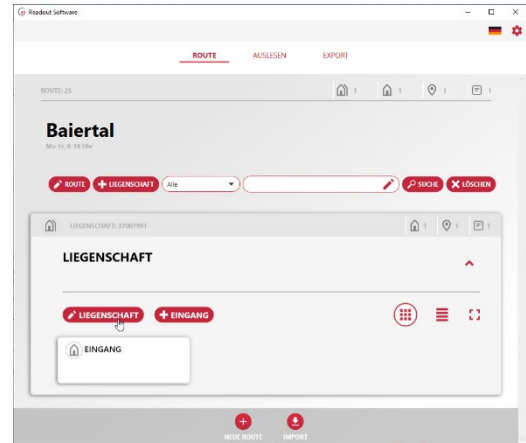 Readout Software
ROUTE AUSLESEN EXPORT
ROUTE: 25 1 1 1 1
Baiertal
Mo-Fr, 8-18 Uhr
ROUTE LIEGENSCHAFT Alle SUCHE LÖSCHEN
LIEGENSCHAFT: 37007991 1 1 1
LIEGENSCHAFT
LIEGENSCHAFT EINGANG
EINGANG
NEUE ROUTE IMPORT